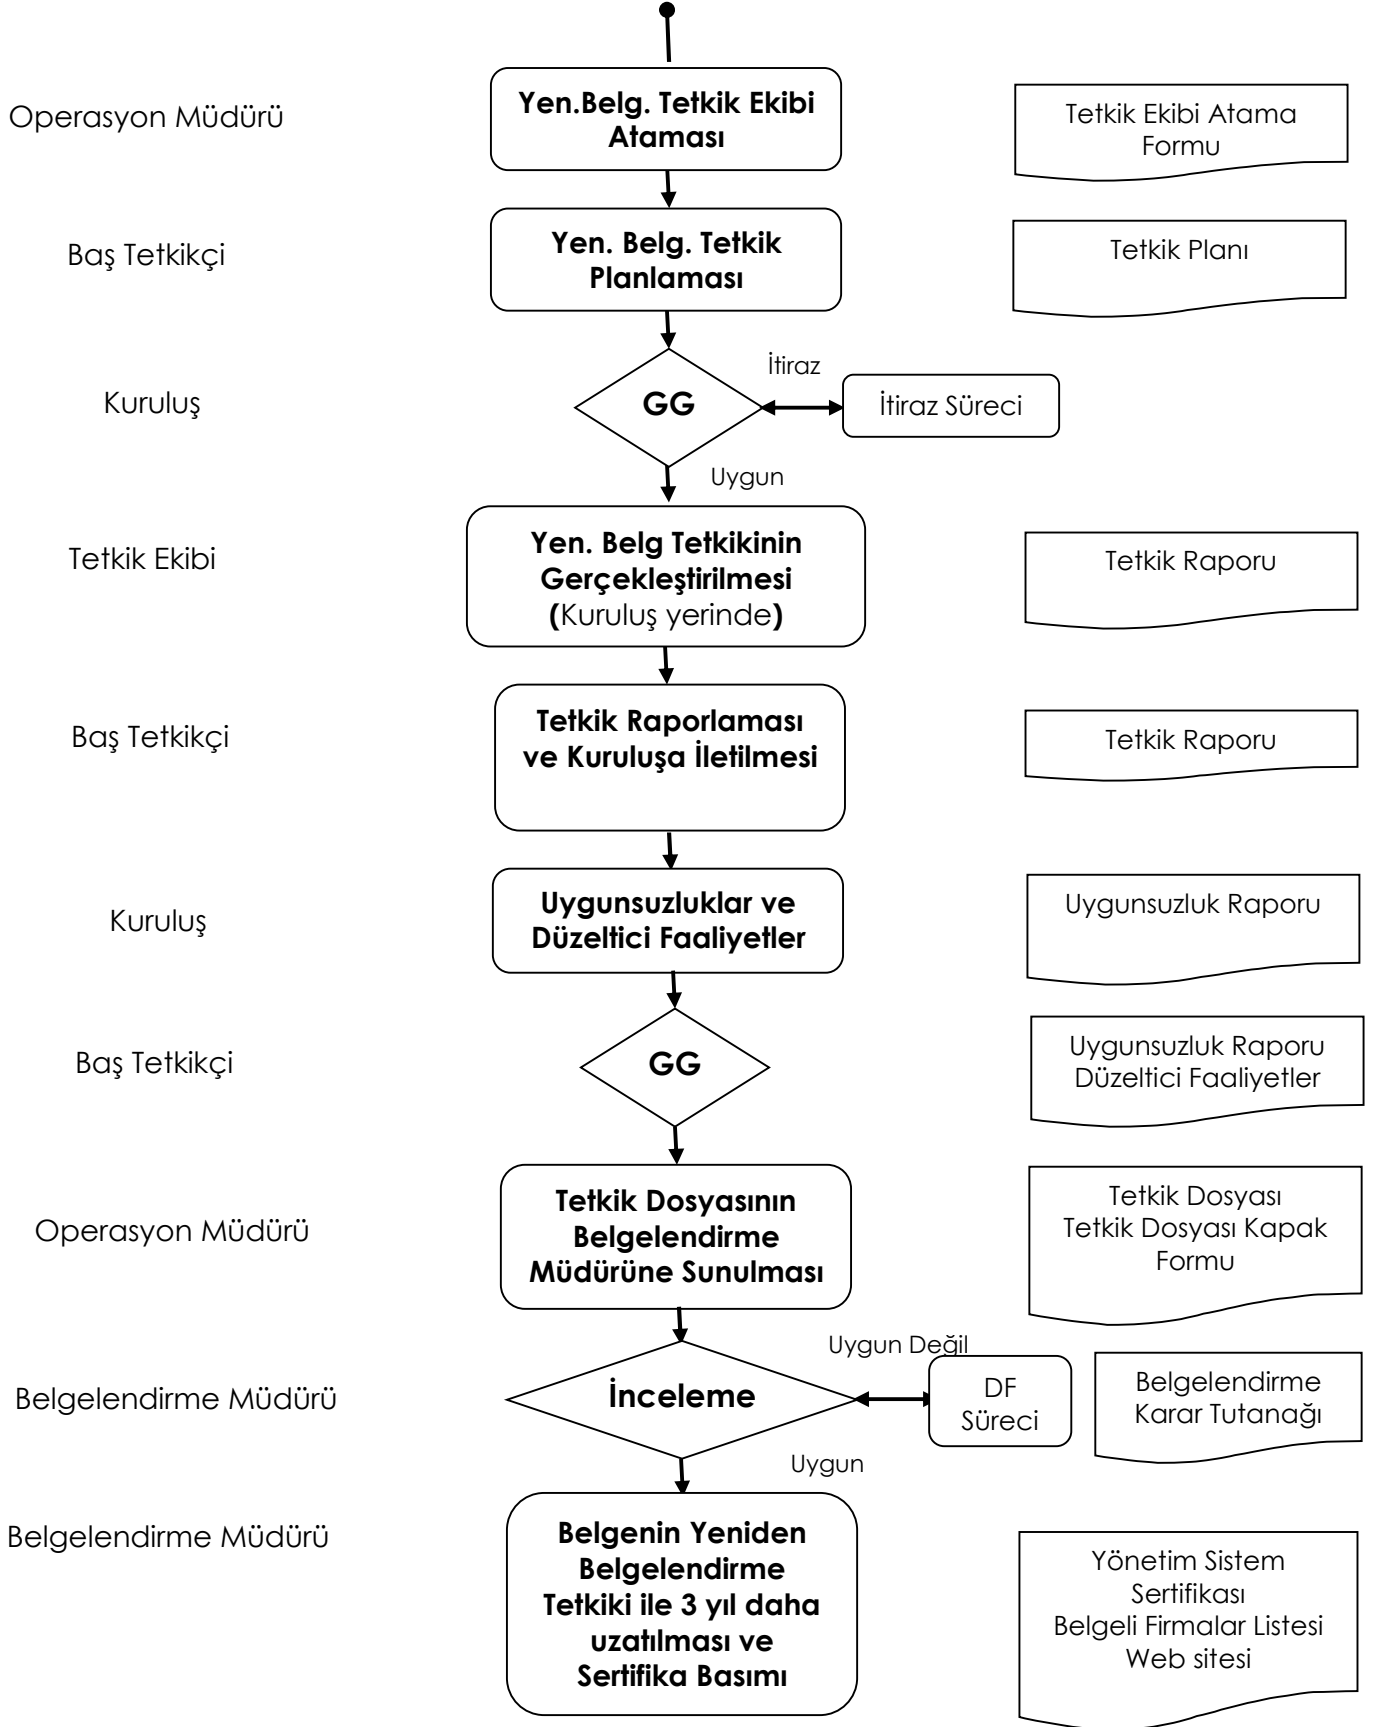 Operasyon Müdürü
Yen.Belg. Tetkik Ekibi
Ataması
Tetkik Ekibi Atama
Formu
Baş Tetkikçi
Yen. Belg. Tetkik
Planlaması
Tetkik Planı
Kuruluş
GG
İtiraz
İtiraz Süreci
Uygun
Tetkik Ekibi
Yen. Belg Tetkikinin
Gerçekleştirilmesi
(Kuruluş yerinde)
Tetkik Raporu
Baş Tetkikçi
Tetkik Raporlaması
ve Kuruluşa İletilmesi
Tetkik Raporu
Kuruluş
Uygunsuzluklar ve
Düzeltici Faaliyetler
Uygunsuzluk Raporu
Baş Tetkikçi
GG
Uygunsuzluk Raporu
Düzeltici Faaliyetler
Operasyon Müdürü
Tetkik Dosyasının
Belgelendirme
Müdürüne Sunulması
Tetkik Dosyası
Tetkik Dosyası Kapak
Formu
Belgelendirme Müdürü
İnceleme
Uygun Değil
DF
Süreci
Belgelendirme
Karar Tutanağı
Uygun
Belgelendirme Müdürü
Belgenin Yeniden
Belgelendirme
Tetkiki ile 3 yıl daha
uzatılması ve
Sertifika Basımı
Yönetim Sistem
Sertifikası
Belgeli Firmalar Listesi
Web sitesi